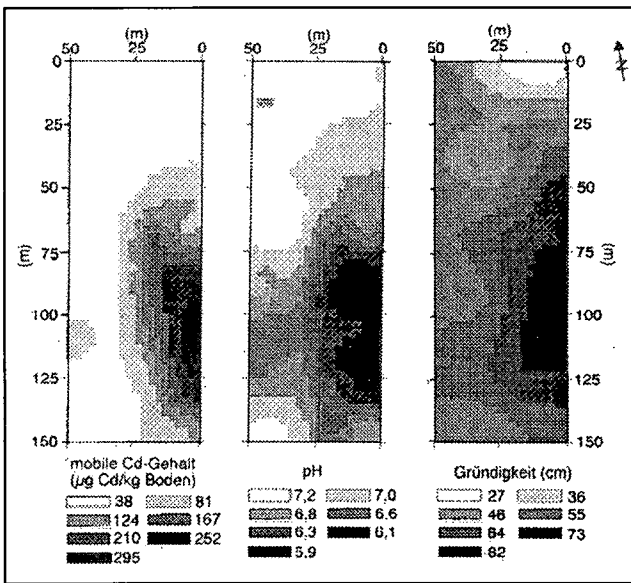 (m) (m) (m)
50 25 0 50 25 0 50 25 0
0 0
N
25 25
50 50
75 75
(m) (m)
100 100
125 125
150 150
mobile Cd-Gehalt
(µg Cd/kg Boden)
38 81
124 167
210 252
295
pH
7,2 7,0
6,8 6,6
6,3 6,1
5,9
Gründigkeit (cm)
27 36
46 55
64 73
82